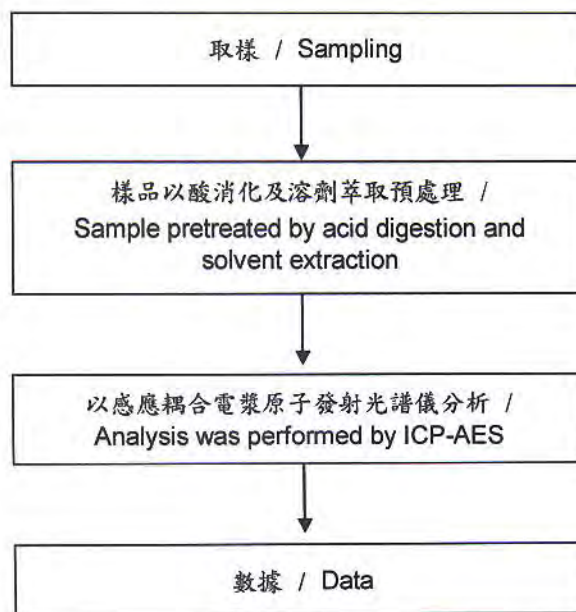 取樣 / Sampling
樣品以酸消化及溶劑萃取預處理 /
Sample pretreated by acid digestion and
solvent extraction
以感應耦合電漿原子發射光譜儀分析 /
Analysis was performed by ICP-AES
數據 / Data